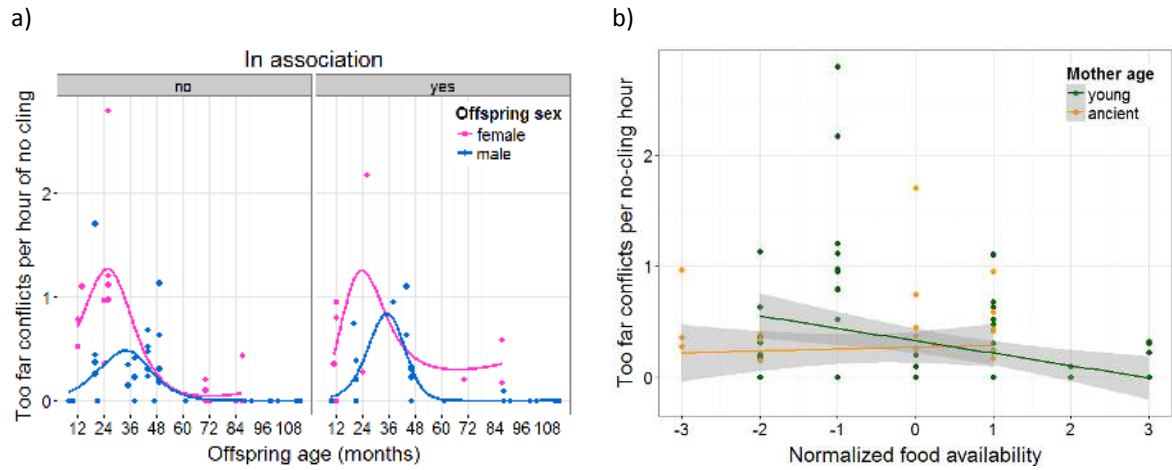 a)
In association
no
yes
Too far conflicts per hour of no cling
2
1
0
Offspring sex
female
male
12 24 36 48 60 72 84 96 108
12 24 36 48 60 72 84 96 108
Offspring age (months)
b)
Too far conflicts per no-cling hour
2
1
0
Mother age
young
ancient
-3 -2 -1 0 1 2 3
Normalized food availability